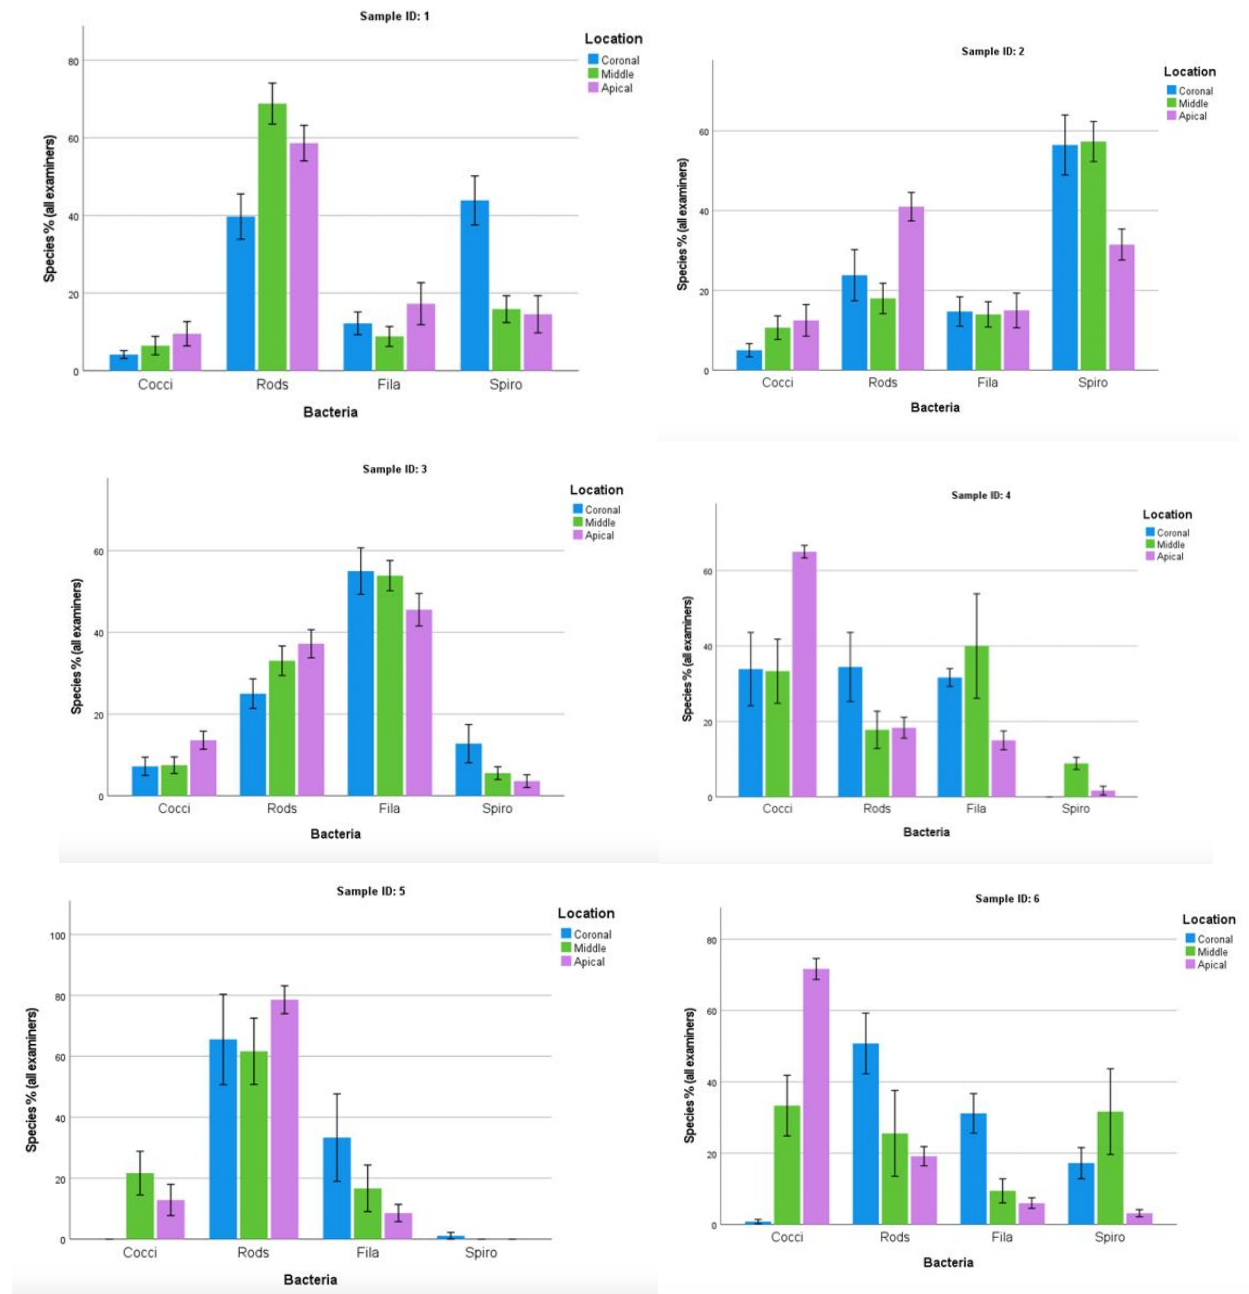 Sample ID: 1
Location
Coronal
Middle
Apical
Species % (all examiners)
80
60
40
20
0
Cocci Rods Fila Spiro
Bacteria
Sample ID: 2
Location
Coronal
Middle
Apical
Species % (all examiners)
60
40
20
0
Cocci Rods Fila Spiro
Bacteria
Sample ID: 3
Location
Coronal
Middle
Apical
Species % (all examiners)
60
40
20
0
Cocci Rods Fila Spiro
Bacteria
Sample ID: 4
Location
Coronal
Middle
Apical
Species % (all examiners)
60
40
20
0
Cocci Rods Fila Spiro
Bacteria
Sample ID: 5
Location
Coronal
Middle
Apical
Species % (all examiners)
100
80
60
40
20
0
Cocci Rods Fila Spiro
Bacteria
Sample ID: 6
Location
Coronal
Middle
Apical
Species % (all examiners)
80
60
40
20
0
Cocci Rods Fila Spiro
Bacteria